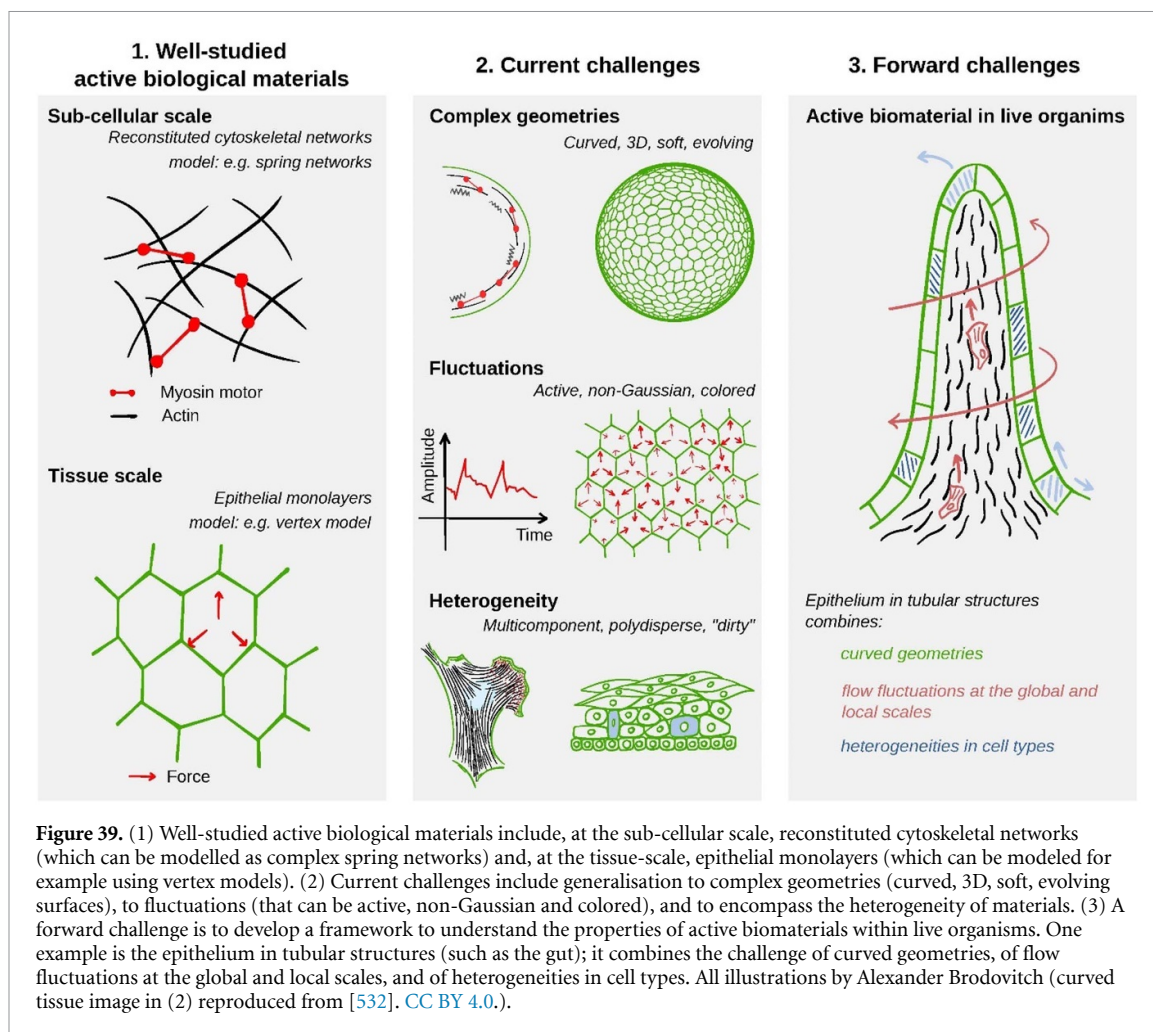 1. Well-studied
active biological materials
Sub-cellular scale
Reconstituted cytoskeletal networks
model: e.g. spring networks
Myosin motor
Actin
Tissue scale
Epithelial monolayers
model: e.g. vertex model
Force
2. Current challenges
Complex geometries
Curved, 3D, soft, evolving
Fluctuations
Active, non-Gaussian, colored
Amplitude
Time
Heterogeneity
Multicomponent, polydisperse, "dirty"
3. Forward challenges
Active biomaterial in live organims
Epithelium in tubular structures
combines:
curved geometries
flow fluctuations at the global and
local scales
heterogeneities in cell types
Figure 39. (1) Well-studied active biological materials include, at the sub-cellular scale, reconstituted cytoskeletal networks
(which can be modelled as complex spring networks) and, at the tissue-scale, epithelial monolayers (which can be modeled for
example using vertex models). (2) Current challenges include generalisation to complex geometries (curved, 3D, soft, evolving
surfaces), to fluctuations (that can be active, non-Gaussian and colored), and to encompass the heterogeneity of materials. (3) A
forward challenge is to develop a framework to understand the properties of active biomaterials within live organisms. One
example is the epithelium in tubular structures (such as the gut); it combines the challenge of curved geometries, of flow
fluctuations at the global and local scales, and of heterogeneities in cell types. All illustrations by Alexander Brodovitch (curved
tissue image in (2) reproduced from [532]. CC BY 4.0.).